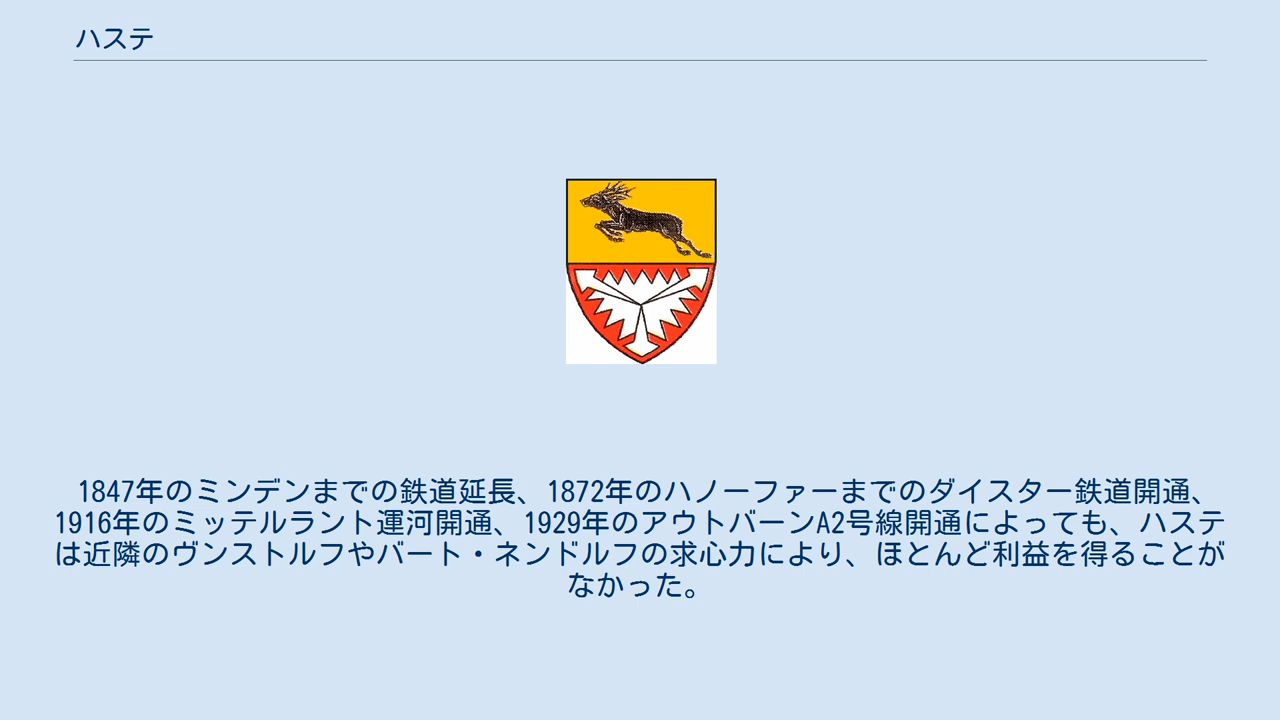 ハステ
1847年のミンデンまでの鉄道延長、1872年のハノーファーまでのダイスター鉄道開通、
1916年のミッテルラント運河開通、1929年のアウトバーンA2号線開通によっても、ハステ
は近隣のヴンストルフやバート・ネンドルフの求心力により、ほとんど利益を得ることが
なかった。